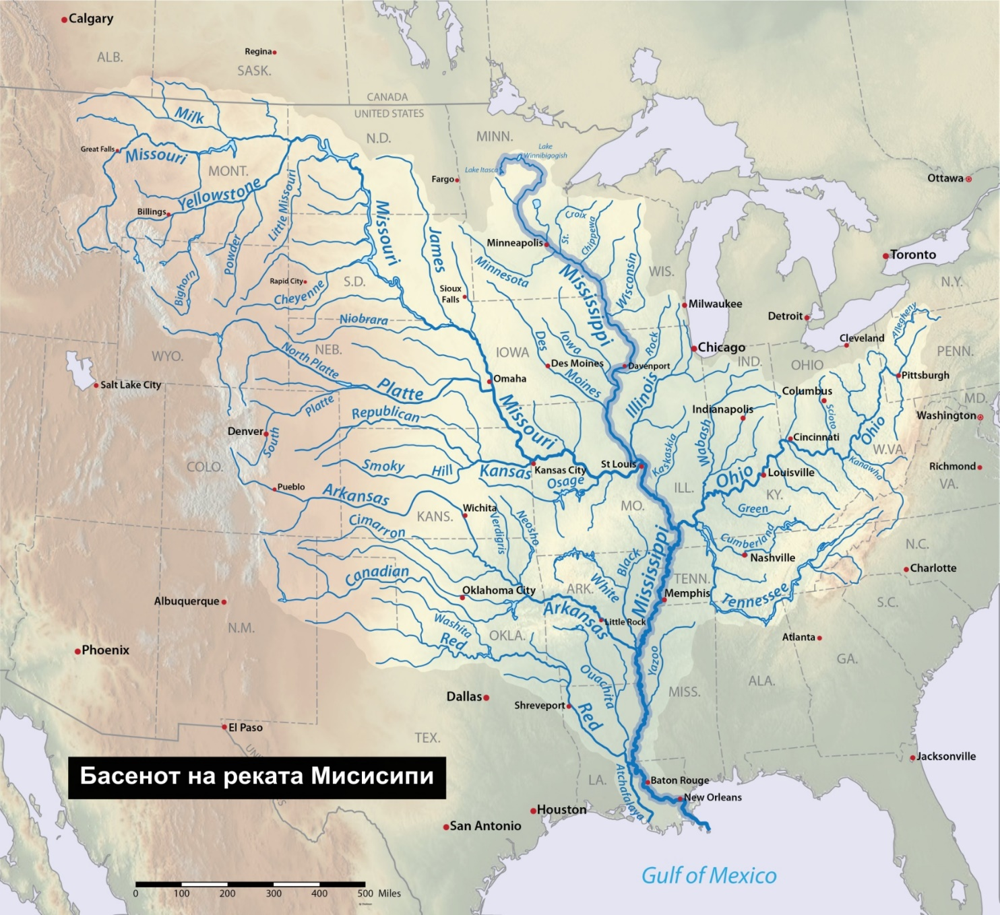 Calgary
ALB.
Regina
SASK.
CANADA
UNITED STATES
Milk
N.D.
MINN.
Lake
Winnibigogish
Lake Itasca
Great Falls
Missouri
MONT.
Fargo
Ottawa
Yellowstone
Billings
Little Missouri
Missouri
Powder
Bighorn
James
Croix
St.
Chippewa
Minneapolis
Minnesota
Mississippi
Wisconsin
WIS.
Toronto
N.Y.
Rapid City
Cheyenne
S.D.
Sioux
Falls
Milwaukee
Detroit
Allegheny
Niobrara
Cleveland
WYO.
NEB.
North Platte
IOWA
Des
Iowa
Rock
Chicago
IND.
OHIO
PENN.
Des Moines
Moines
Davenport
Pittsburgh
Salt Lake City
Omaha
Platte
Illinois
Columbus
MD.
Platte
South
Republican
Missouri
Indianapolis
Scioto
Washington
Denver
Wabash
Cincinnati
Ohio
W.VA.
Kaskaskia
Kanawha
COLO.
Smoky
Hill
Kansas
Kansas City
St Louis
Osage
Ohio
Louisville
Richmond
VA.
Pueblo
Arkansas
ILL.
KY.
Green
MO.
Wichita
KANS.
Cimarron
Verdigris
Neosho
Mississippi
Cumberland
Nashville
N.C.
Charlotte
Black
Canadian
White
ARK.
TENN.
Memphis
Tennessee
Oklahoma City
Albuquerque
S.C.
Arkansas
Little Rock
Washita
Red
OKLA.
N.M.
Atlanta
Phoenix
GA.
Yazoo
Ouachita
MISS.
ALA.
Dallas
Shreveport
Red
El Paso
TEX.
Jacksonville
Басенот на реката Мисисипи
LA.
Atchafalaya
Baton Rouge
New Orleans
Houston
San Antonio
Gulf of Mexico
0 100 200 300 400 500 Miles